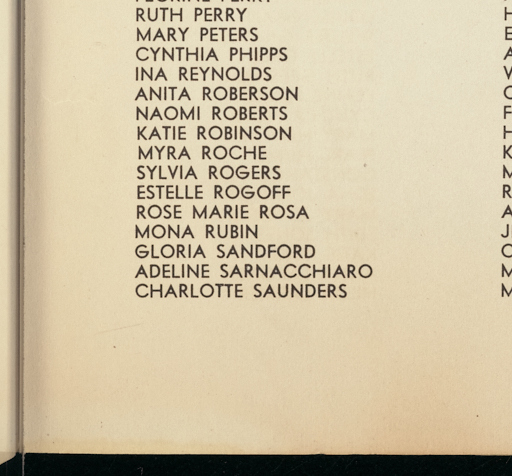 RUTH PERRY
MARY PETERS
CYNTHIA PHIPPS
INA REYNOLDS
ANITA ROBERSON
NAOMI ROBERTS
KATIE ROBINSON
MYRA ROCHE
SYLVIA ROGERS
ESTELLE ROGOFF
ROSE MARIE ROSA
MONA RUBIN
GLORIA SANDFORD
ADELINE SARNACCHIARO
CHARLOTTE SAUNDERS